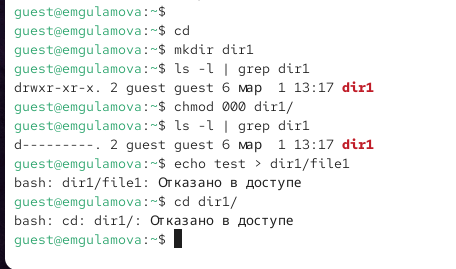 guest@emgulamova:~$
guest@emgulamova:~$ cd
guest@emgulamova:~$ mkdir dir1
guest@emgulamova:~$ ls -l | grep dir1
drwxr-xr-x. 2 guest guest 6 мар  1 13:17 dir1
guest@emgulamova:~$ chmod 000 dir1/
guest@emgulamova:~$ ls -l | grep dir1
d---------. 2 guest guest 6 мар  1 13:17 dir1
guest@emgulamova:~$ echo test > dir1/file1
bash: dir1/file1: Отказано в доступе
guest@emgulamova:~$ cd dir1/
bash: cd: dir1/: Отказано в доступе
guest@emgulamova:~$